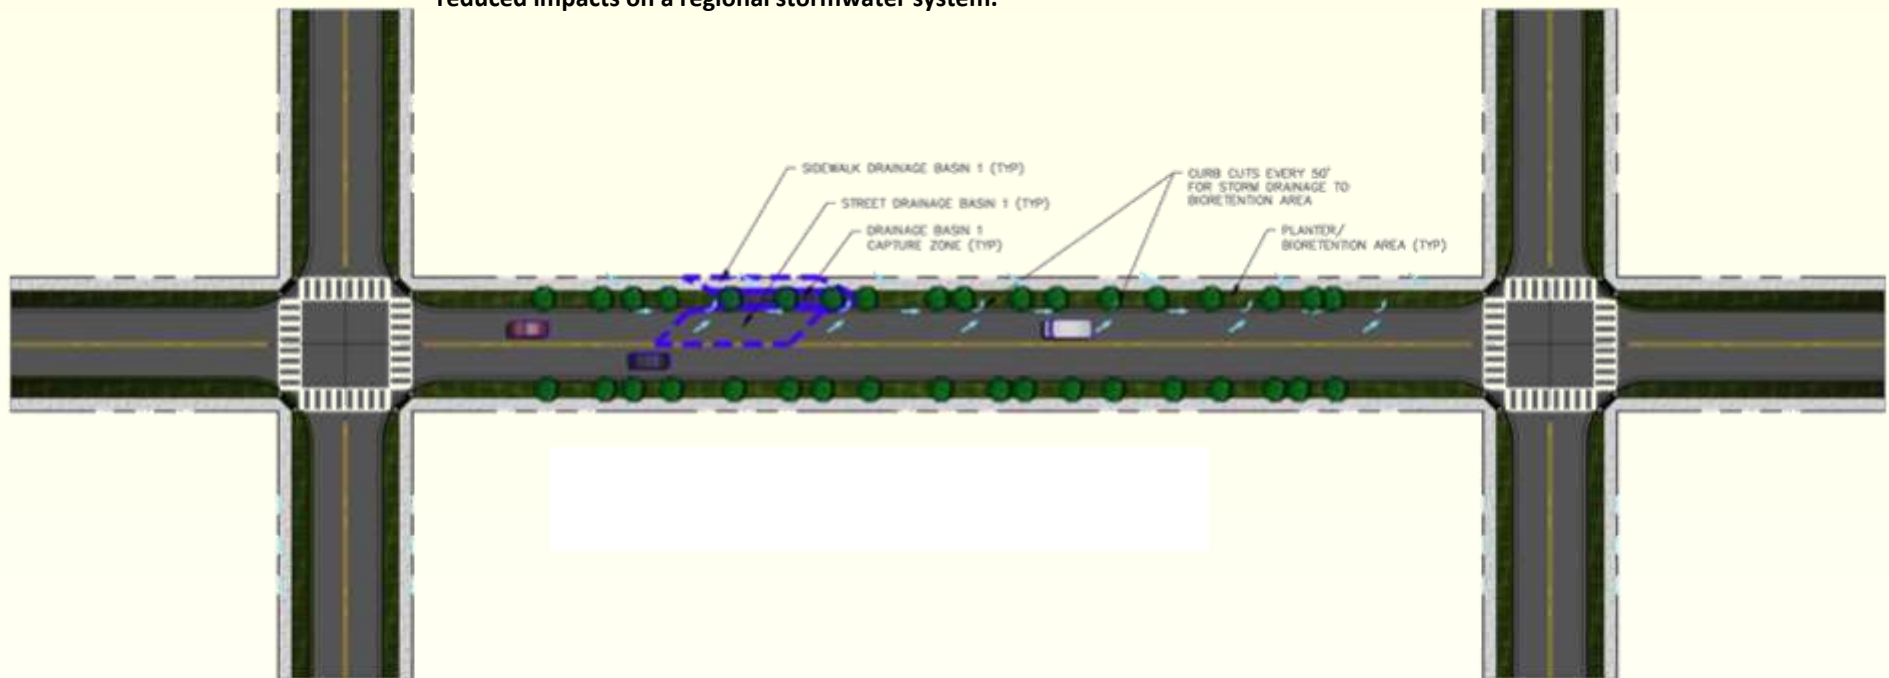 reduced impacts on a regional stormwater system.
SIDEWALK DRAINAGE BASIN 1 (TYP)
STREET DRAINAGE BASIN 1 (TYP)
DRAINAGE BASIN 1
CAPTURE ZONE (TYP)
CURB CUTS EVERY 50'
FOR STORM DRAINAGE TO
BIORETENTION AREA
PLANTER/
BIORETENTION AREA (TYP)